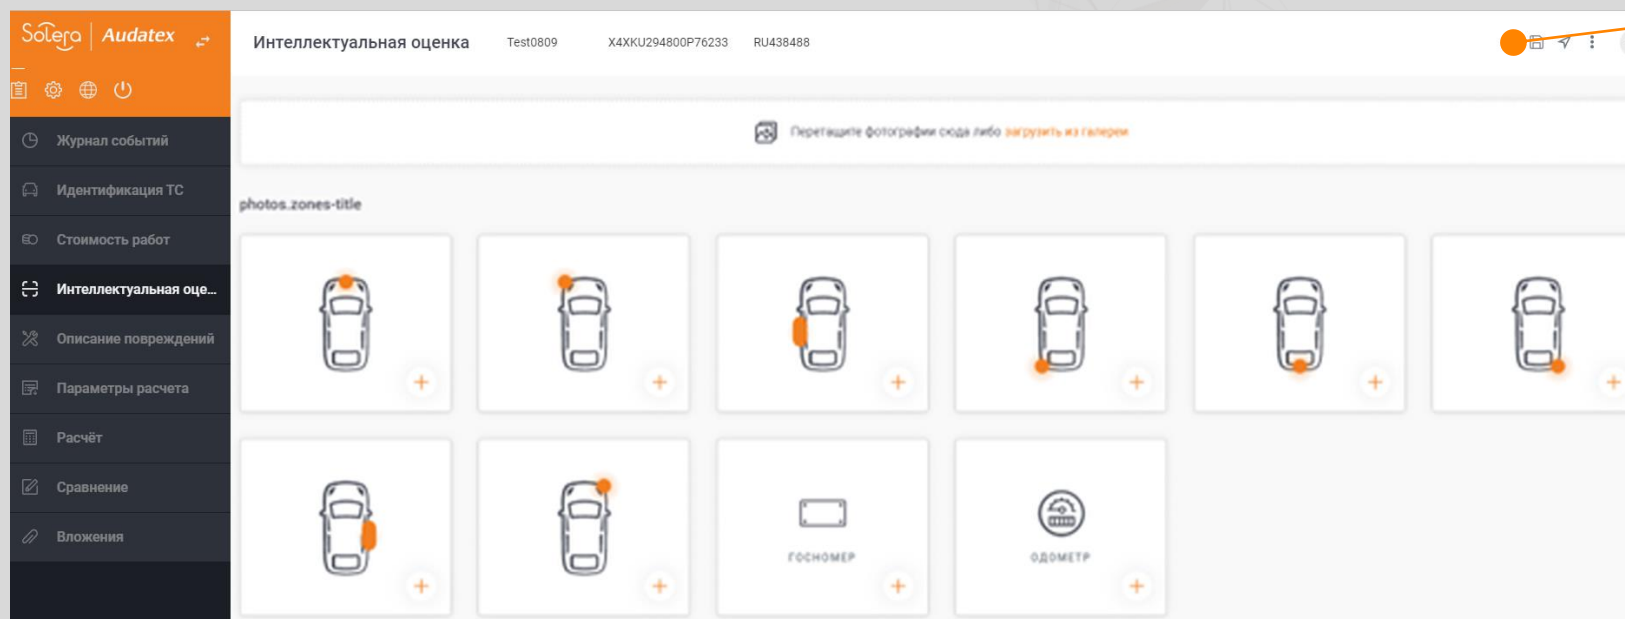 Solera | Audatex
Интеллектуальная оценка Test0809 X4XKU294800P76233 RU438488
Журнал событий
Идентификация ТС
Стоимость работ
Интеллектуальная оце...
Описание повреждений
Параметры расчета
Расчёт
Сравнение
Вложения
Перетащите фотографии сюда либо загрузить из галереи
photos.zones-title
ГОСНОМЕР
ОДОМЕТР